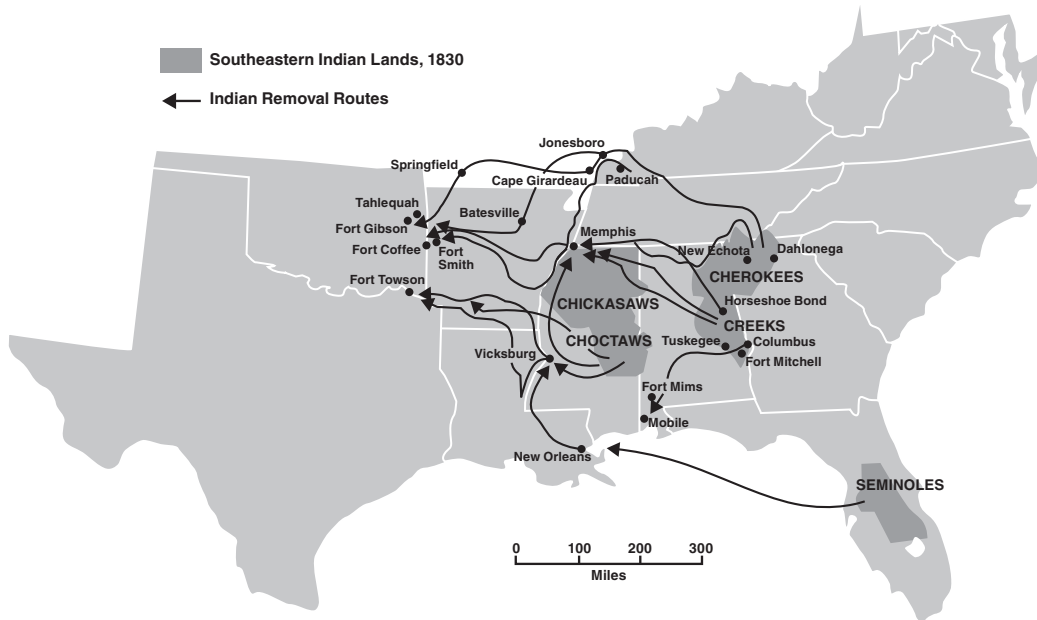 Southeastern Indian Lands, 1830
Indian Removal Routes
Jonesboro
Springfield
Cape Girardeau
Paducah
Tahlequah
Batesville
Fort Gibson
Memphis
Fort Coffee
Fort
Smith
New Echota
Dahlonega
CHEROKEES
Fort Towson
CHICKASAWS
Horseshoe Bond
CREEKS
CHOCTAWS
Tuskegee
Columbus
Vicksburg
Fort Mitchell
Fort Mims
Mobile
New Orleans
SEMINOLES
0 100 200 300
Miles